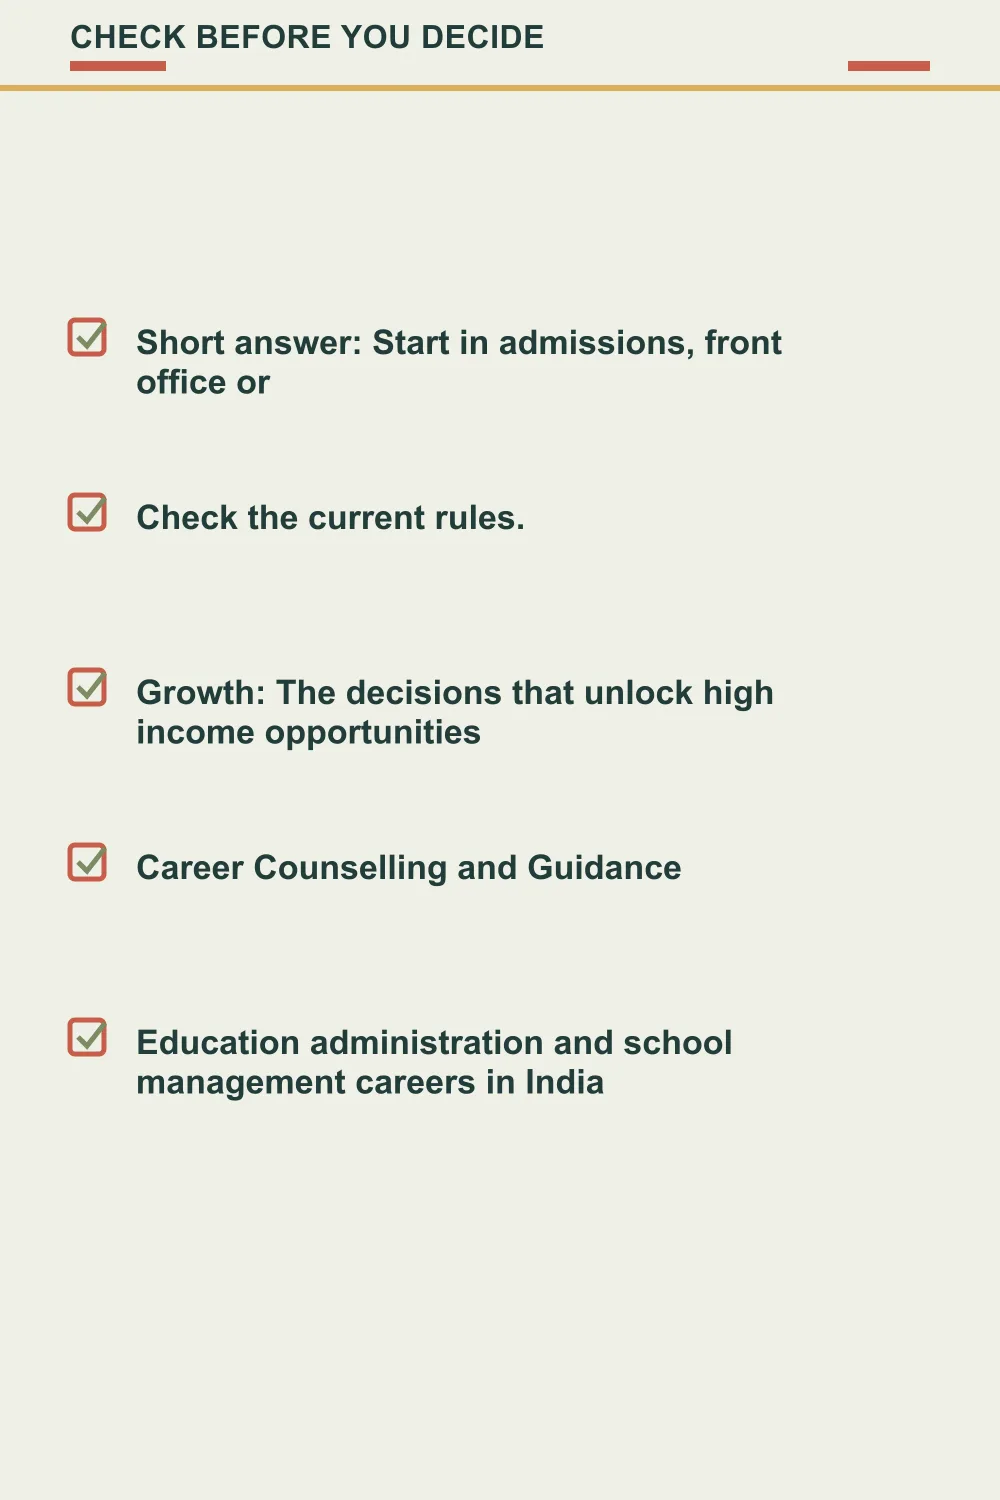 CHECK BEFORE YOU DECIDE
Short answer: Start in admissions, front
office or
Check the current rules.
Growth: The decisions that unlock high
income opportunities
Career Counselling and Guidance
Education administration and school
management careers in India